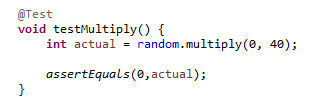 @Test
void testMultiply() {
    int actual = random.multiply(0, 40);

    assertEquals(0,actual);
}